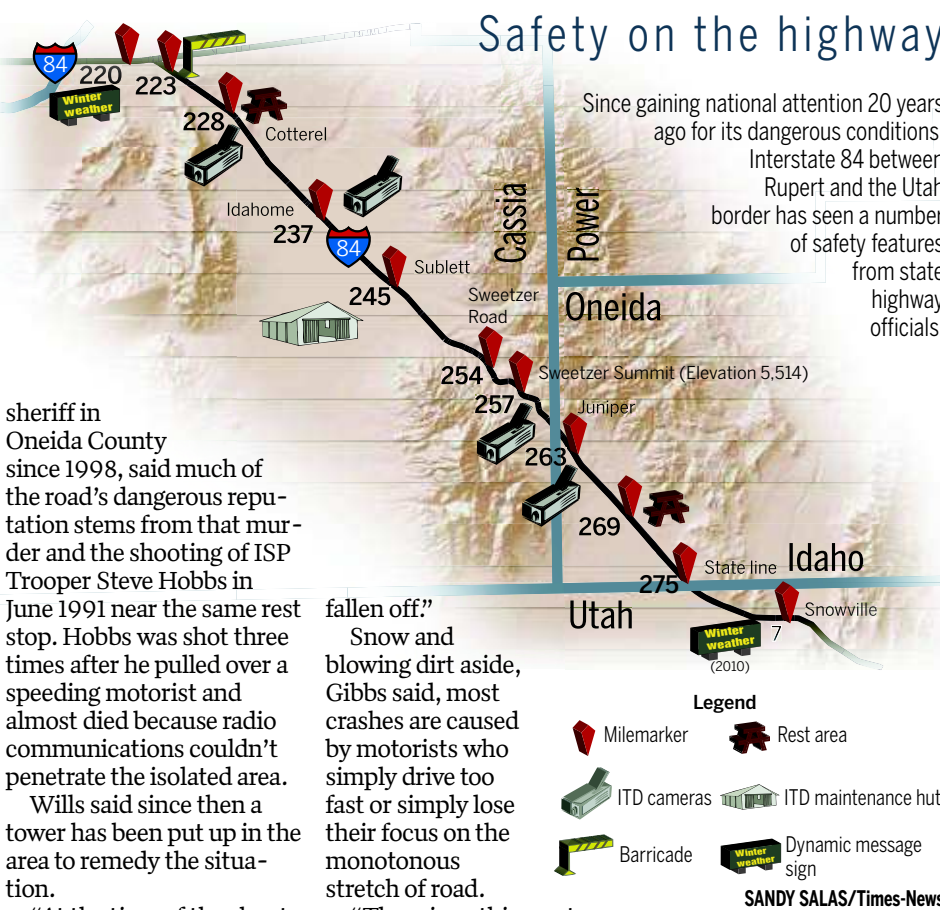 Safety on the highway
Since gaining national attention 20 years
ago for its dangerous conditions
Interstate 84 between
Rupert and the Utah
border has seen a number
of safety features
from state
highway
officials.
84
220
223
Winter
weather
228
Cotterel
Idahome
237
84
Sublett
245
Cassia
Power
Oneida
Sweetzer
Road
254
Sweetzer Summit (Elevation 5,514)
257
Juniper
263
269
State line
275
Idaho
Utah
Snowville
7
Winter
weather
(2010)
Legend
Milemarker
Rest area
ITD cameras
ITD maintenance hut
Barricade
Winter
weather
Dynamic message
sign
SANDY SALAS/Times-News
sheriff in
Oneida County
since 1998, said much of
the road’s dangerous repu-
tation stems from that mur-
der and the shooting of ISP
Trooper Steve Hobbs in
June 1991 near the same rest
stop. Hobbs was shot three
times after he pulled over a
speeding motorist and
almost died because radio
communications couldn’t
penetrate the isolated area.
Wills said since then a
tower has been put up in the
area to remedy the situa-
tion.
fallen off.”
Snow and
blowing dirt aside,
Gibbs said, most
crashes are caused
by motorists who
simply drive too
fast or simply lose
their focus on the
monotonous
stretch of road.